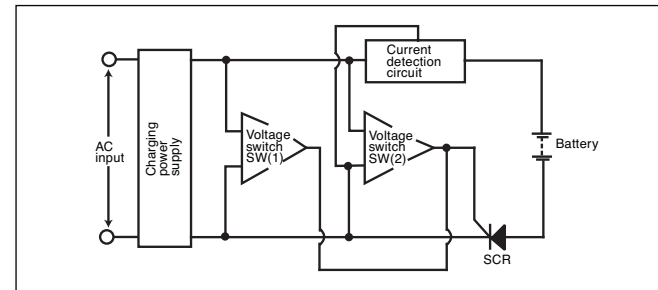 Current
detection
circuit
AC
input
Charging
power
supply
Voltage
switch
SW(1)
Voltage
switch
SW(2)
Battery
SCR